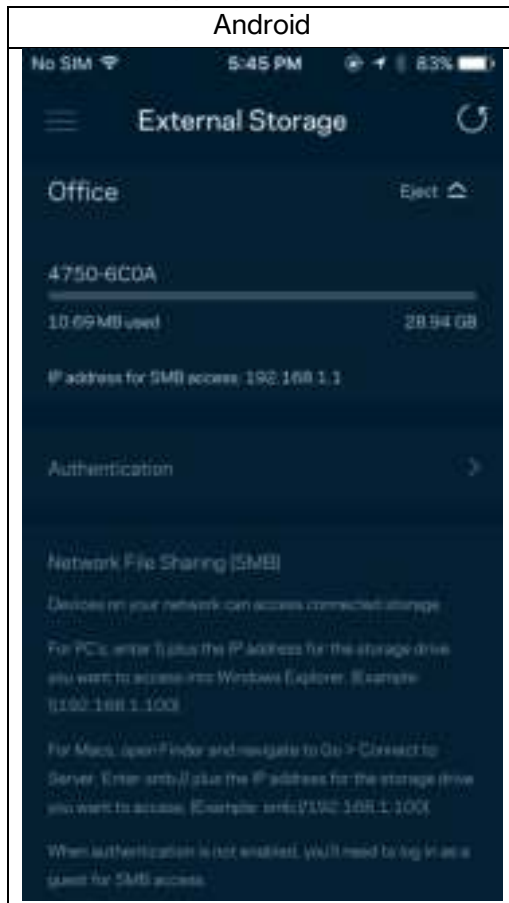 Android
No SIM 5:45 PM 83%
External Storage
Office Eject
4750-6C0A
10.69 MB used 28.94 GB
IP address for SMB access: 192.168.1.1
Authentication
Network File Sharing (SMB)
Devices on your network can access connected storage
For PC's, enter \\ plus the IP address for the storage drive
you want to access into Windows Explorer. (Example:
\\192.168.1.100)
For Macs, open Finder and navigate to Go > Connect to
Server. Enter smb:// plus the IP address for the storage drive
you want to access. (Example: smb://192.168.1.100)
When authentication is not enabled, you'll need to log in as a
guest for SMB access.